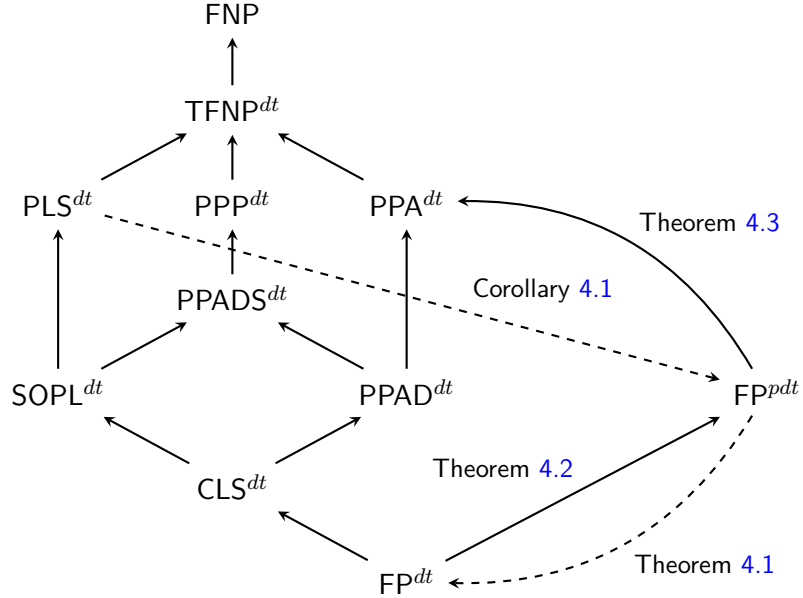 FNP
TFNP^{dt}
PLS^{dt} PPP^{dt} PPA^{dt}
Theorem 4.3
Corollary 4.1
PPADS^{dt}
SOPL^{dt} PPAD^{dt} FP^{pdt}
Theorem 4.2
CLS^{dt}
Theorem 4.1
FP^{dt}